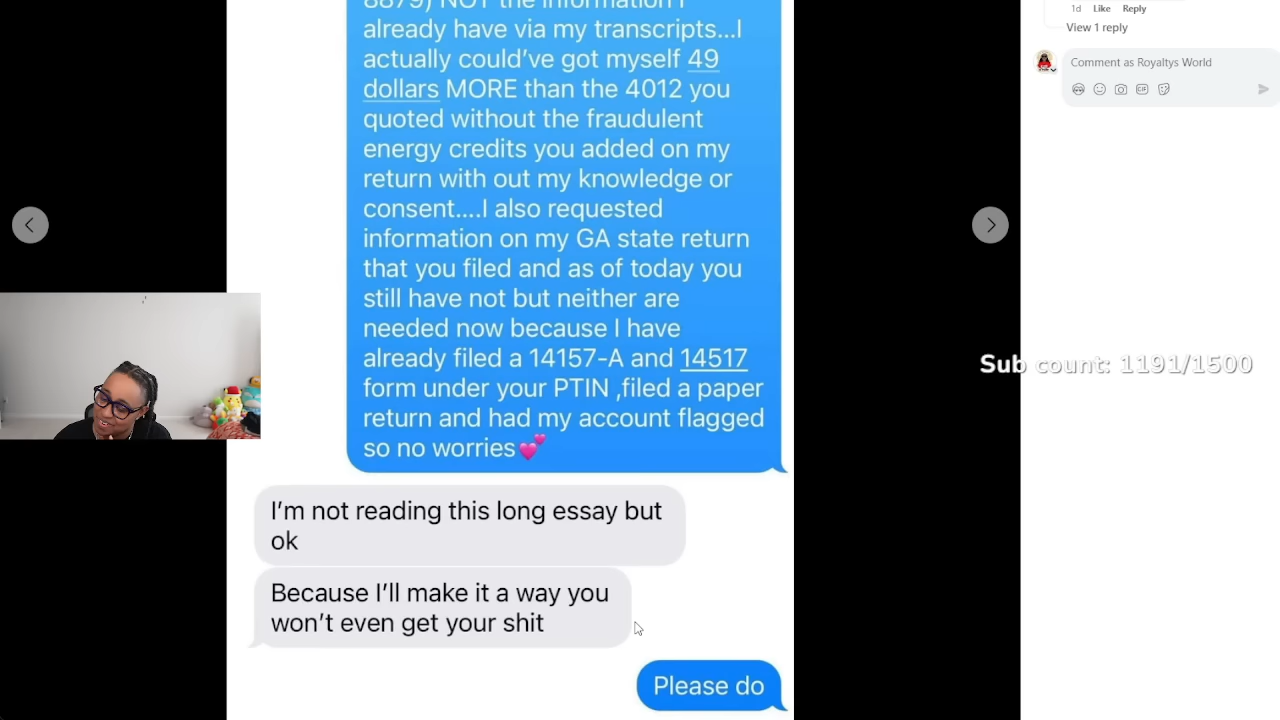 8879) NOT the information I
already have via my transcripts...I
actually could've got myself 49
dollars MORE than the 4012 you
quoted without the fraudulent
energy credits you added on my
return with out my knowledge or
consent....I also requested
information on my GA state return
that you filed and as of today you
still have not but neither are
needed now because I have
already filed a 14157-A and 14517
form under your PTIN ,filed a paper
return and had my account flagged
so no worries💕
I'm not reading this long essay but
ok
Because I'll make it a way you
won't even get your shit
Please do
1d Like Reply
View 1 reply
Comment as Royaltys World
GIF
Sub count: 1191/1500